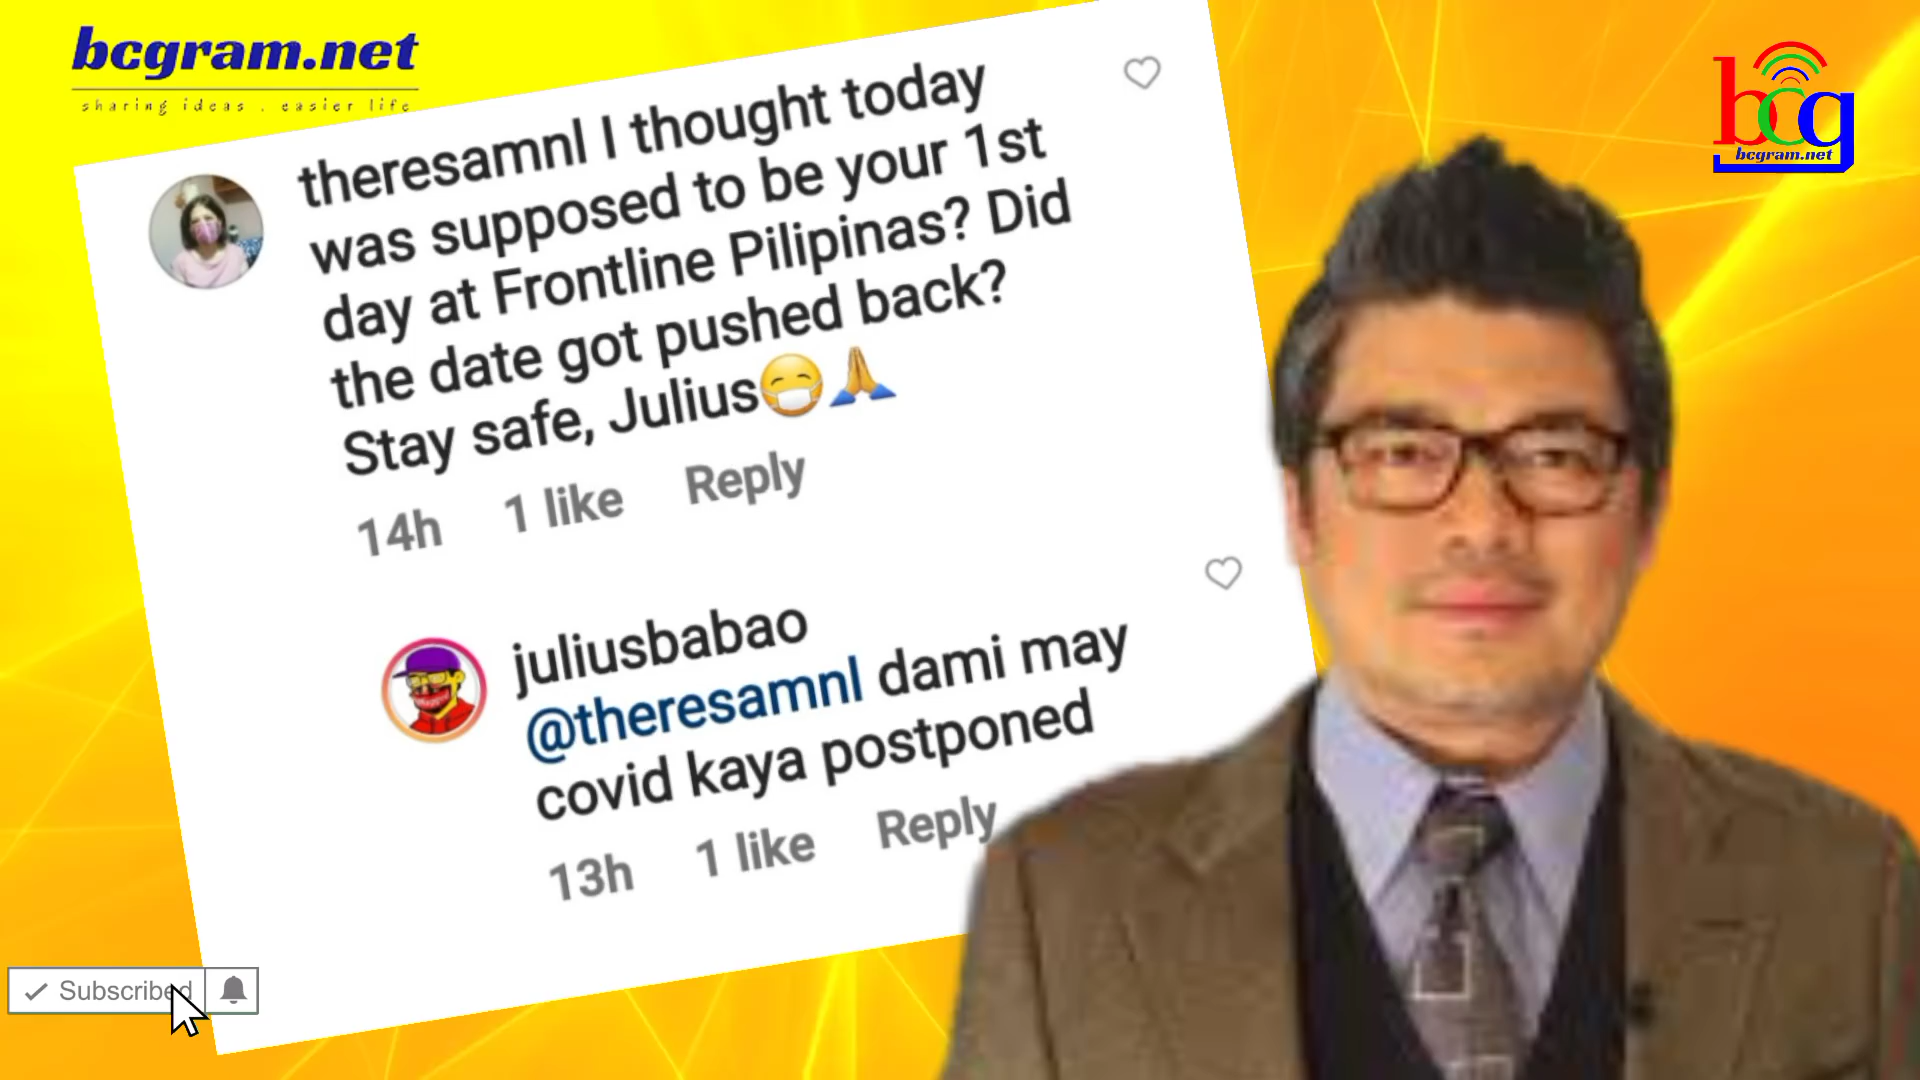 bcgram.net
sharing ideas . easier life
bcg
bcgram.net
theresamnl I thought today
was supposed to be your 1st
day at Frontline Pilipinas? Did
the date got pushed back?
Stay safe, Julius😷🙏
14h 1 like Reply
juliusbabao
@theresamnl dami may
covid kaya postponed
13h 1 like Reply
Subscribed